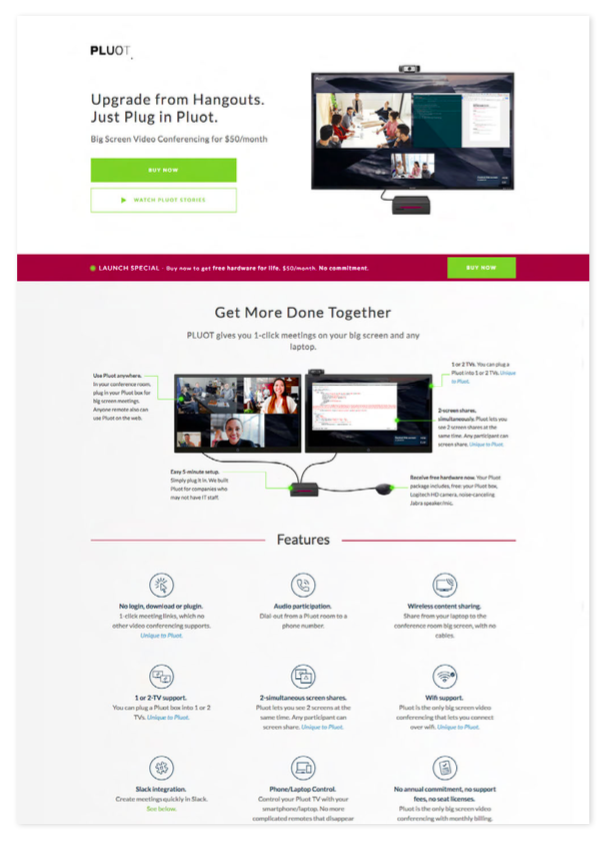 PLUOT
Upgrade from Hangouts.
Just Plug in Pluot.
Big Screen Video Conferencing for $50/month
BUY NOW
WATCH PLUOT STORIES
LAUNCH SPECIAL - Buy now to get free hardware for life. $50/month. No commitment.
BUY NOW
Get More Done Together
PLUOT gives you 1-click meetings on your big screen and any
laptop.
Use Pluot anywhere.
In your conference room,
plug in your Pluot box for
big screen meetings.
Anyone remote also can
use Pluot on the web.
1 or 2 TVs. You can plug a
Pluot into 1 or 2 TVs. Unique
to Pluot.
2-screen shares,
simultaneously. Pluot lets you
see 2 screen shares at the
same time. Any participant can
screen share. Unique to Pluot.
Easy 5 minute setup.
Simply plug it in. We built
Pluot for companies who
may not have IT staff.
Receive free hardware now. Your Pluot
package includes, free: your Pluot box,
Logitech HD camera, noise-canceling
Jabra speaker/mic.
Features
No login, download or plugin.
1-click meeting links, which no
other video conferencing supports.
Unique to Pluot.
Audio participation.
Dial-out from a Pluot room to a
phone number.
Wireless content sharing.
Share from your laptop to the
conference room big screen, with no
cables.
1 or 2-TV support.
You can plug a Pluot box into 1 or 2
TVs. Unique to Pluot.
2-simultaneous screen shares.
Pluot lets you see 2 screens at the
same time. Any participant can
screen share. Unique to Pluot.
Wifi support.
Pluot is the only big screen video
conferencing that lets you connect
over wifi. Unique to Pluot.
Slack integration.
Create meetings quickly in Slack.
See below.
Phone/Laptop Control.
Control your Pluot TV with your
smartphone/laptop. No more
complicated remotes that disappear
No annual commitment, no support
fees, no seat licenses.
Pluot is the only big screen video
conferencing with monthly billing.